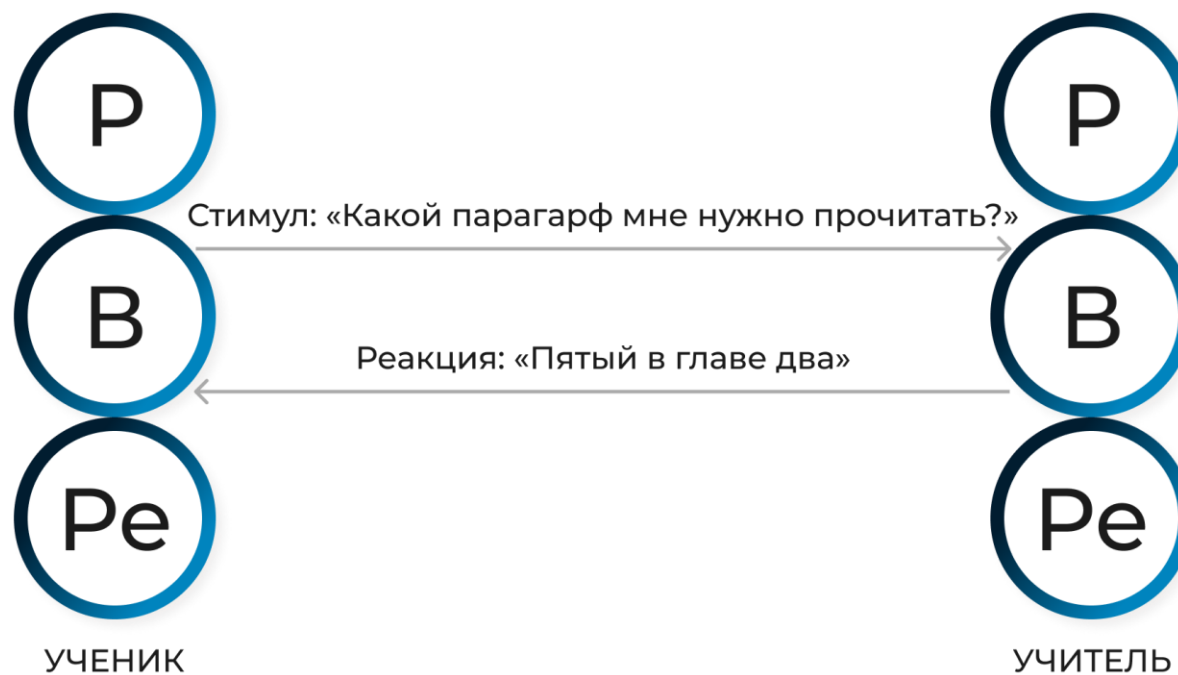 Р
Р
Стимул: «Какой парагарф мне нужно прочитать?»
В
В
Реакция: «Пятый в главе два»
Ре
Ре
УЧЕНИК
УЧИТЕЛЬ